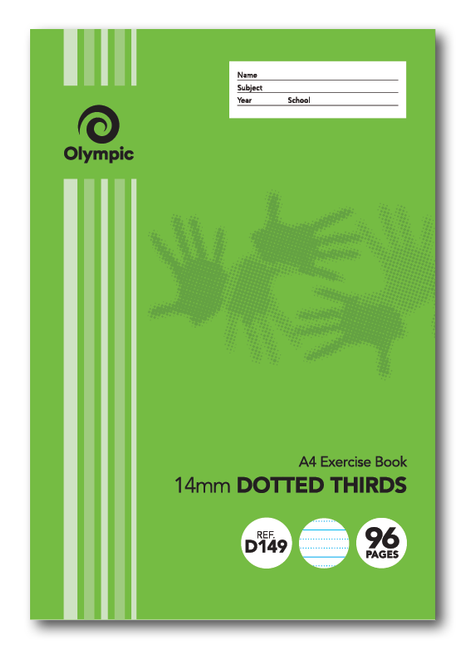 Name
Subject
Year School
Olympic
A4 Exercise Book
14mm DOTTED THIRDS
REF.
D149
96
PAGES